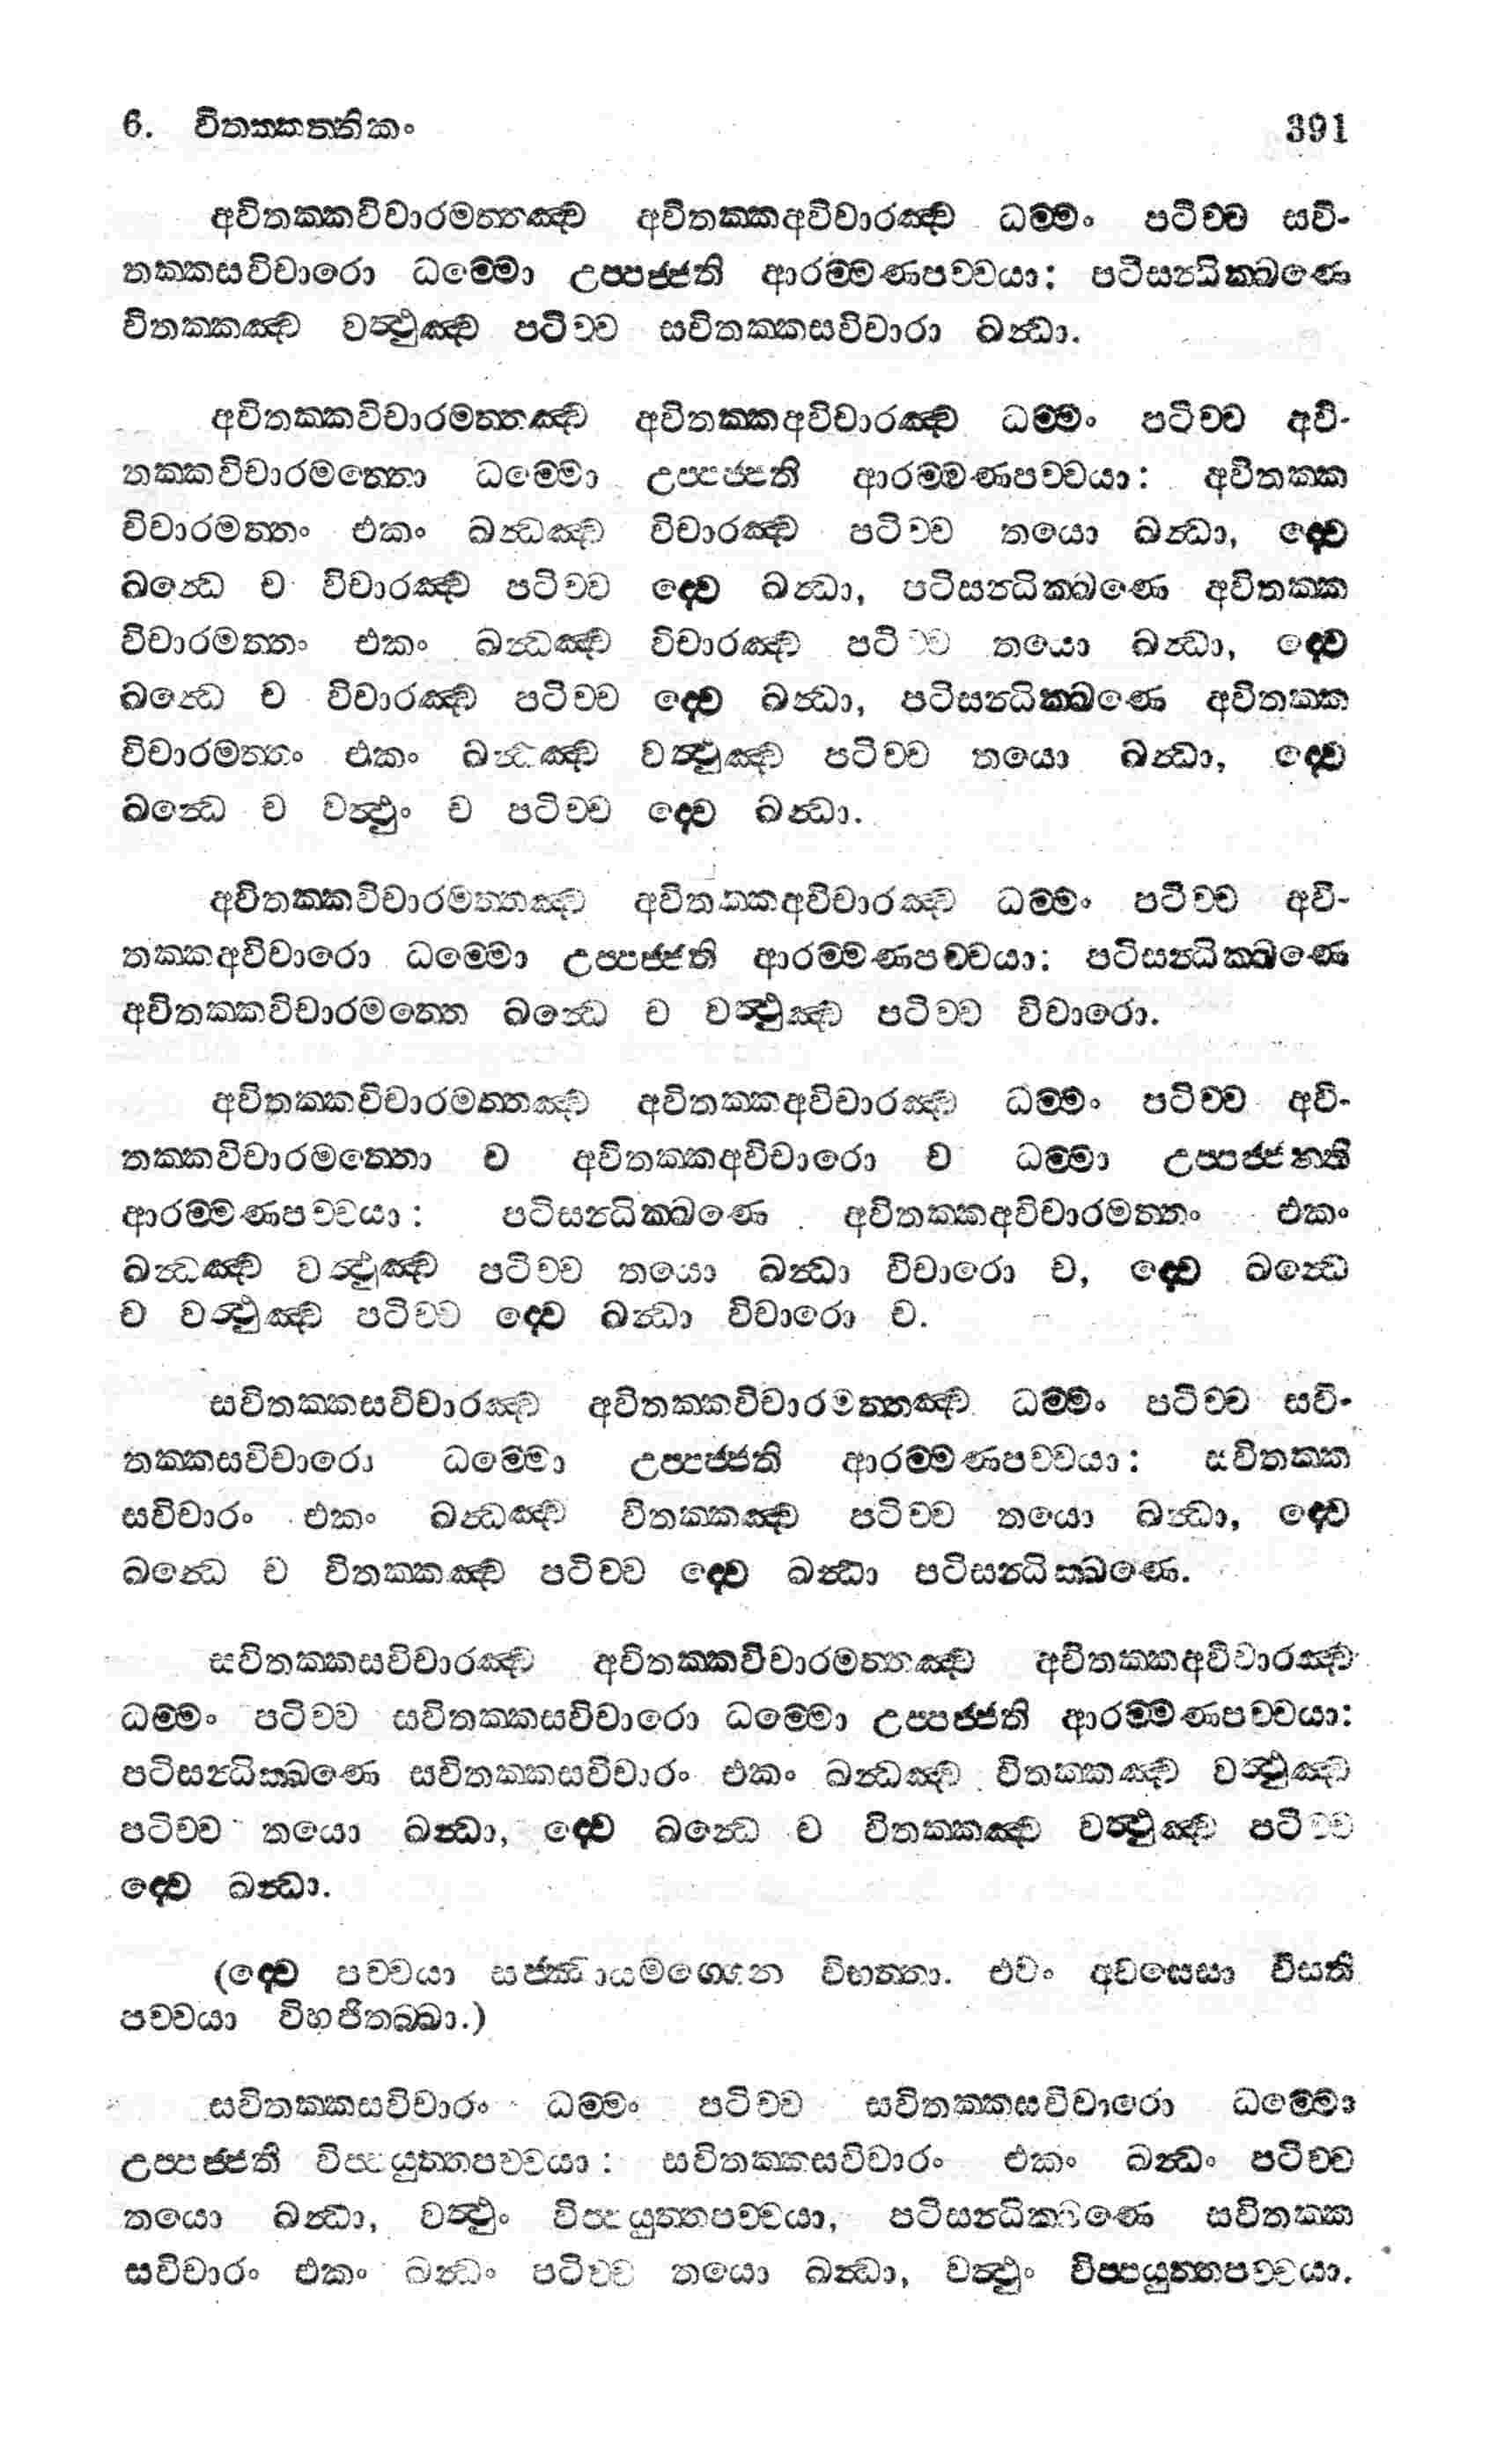 6. විතක්කත්තිකං 391
අවිතක්කවිචාරමත්තඤ්ච අවිතක්කඅවිචාරඤ්ච ධම්මං පටිච්ච සවි-
තක්කසවිචාරො ධම්මො උප්පජ්ජති ආරම්මණපච්චයා: පටිසන්ධික්ඛණෙ
විතක්කඤ්ච වත්ථුඤ්ච පටිච්ච සවිතක්කසවිචාරා ඛන්ධා.
අවිතක්කවිචාරමත්තඤ්ච අවිතක්කඅවිචාරඤ්ච ධම්මං පටිච්ච අවි-
තක්කවිචාරමත්තො ධම්මො උප්පජ්ජති ආරම්මණපච්චයා: අවිතක්ක
විචාරමත්තං එකං ඛන්ධඤ්ච විචාරඤ්ච පටිච්ච තයො ඛන්ධා, ද්වෙ
ඛන්ධෙ ච විචාරඤ්ච පටිච්ච ද්වෙ ඛන්ධා, පටිසන්ධික්ඛණෙ අවිතක්ක
විචාරමත්තං එකං ඛන්ධඤ්ච විචාරඤ්ච පටිච්ච තයො ඛන්ධා, ද්වෙ
ඛන්ධෙ ච විචාරඤ්ච පටිච්ච ද්වෙ ඛන්ධා, පටිසන්ධික්ඛණෙ අවිතක්ක
විචාරමත්තං එකං ඛන්ධඤ්ච වත්ථුඤ්ච පටිච්ච තයො ඛන්ධා, ද්වෙ
ඛන්ධෙ ච වත්ථුං ච පටිච්ච ද්වෙ ඛන්ධා.
අවිතක්කවිචාරමත්තඤ්ච අවිතක්කඅවිචාරඤ්ච ධම්මං පටිච්ච අවි-
තක්කඅවිචාරො ධම්මො උප්පජ්ජති ආරම්මණපච්චයා: පටිසන්ධික්ඛණෙ
අවිතක්කවිචාරමත්තෙ ඛන්ධෙ ච වත්ථුඤ්ච පටිච්ච විචාරො.
අවිතක්කවිචාරමත්තඤ්ච අවිතක්කඅවිචාරඤ්ච ධම්මං පටිච්ච අවි-
තක්කවිචාරමත්තො ච අවිතක්කඅවිචාරො ච ධම්මා උප්පජ්ජන්ති
ආරම්මණපච්චයා: පටිසන්ධික්ඛණෙ අවිතක්කඅවිචාරමත්තං එකං
ඛන්ධඤ්ච වත්ථුඤ්ච පටිච්ච තයො ඛන්ධා විචාරො ච, ද්වෙ ඛන්ධෙ
ච වත්ථුඤ්ච පටිච්ච ද්වෙ ඛන්ධා විචාරො ච.
සවිතක්කසවිචාරඤ්ච අවිතක්කවිචාරමත්තඤ්ච ධම්මං පටිච්ච සවි-
තක්කසවිචාරො ධම්මො උප්පජ්ජති ආරම්මණපච්චයා: සවිතක්ක
සවිචාරං එකං ඛන්ධඤ්ච විතක්කඤ්ච පටිච්ච තයො ඛන්ධා, ද්වෙ
ඛන්ධෙ ච විතක්කඤ්ච පටිච්ච ද්වෙ ඛන්ධා පටිසන්ධික්ඛණෙ.
සවිතක්කසවිචාරඤ්ච අවිතක්කවිචාරමත්තඤ්ච අවිතක්කඅවිචාරඤ්ච
ධම්මං පටිච්ච සවිතක්කසවිචාරො ධම්මො උප්පජ්ජති ආරම්මණපච්චයා:
පටිසන්ධික්ඛණෙ සවිතක්කසවිචාරං එකං ඛන්ධඤ්ච විතක්කඤ්ච වත්ථුඤ්ච
පටිච්ච තයො ඛන්ධා, ද්වෙ ඛන්ධෙ ච විතක්කඤ්ච වත්ථුඤ්ච පටිච්ච
ද්වෙ ඛන්ධා.
(ද්වෙ පච්චයා විභත්තා. එවං අවසෙසා වීසති
පච්චයා විභජිතබ්බා.)
සවිතක්කසවිචාරං ධම්මං පටිච්ච සවිතක්කසවිචාරො ධම්මො
උප්පජ්ජති විප්පයුත්තපච්චයා: සවිතක්කසවිචාරං එකං ඛන්ධං පටිච්ච
තයො ඛන්ධා, වත්ථුං විප්පයුත්තපච්චයා, පටිසන්ධික්ඛණෙ සවිතක්ක
සවිචාරං එකං ඛන්ධං පටිච්ච තයො ඛන්ධා, වත්ථුං විප්පයුත්තපච්චයා.